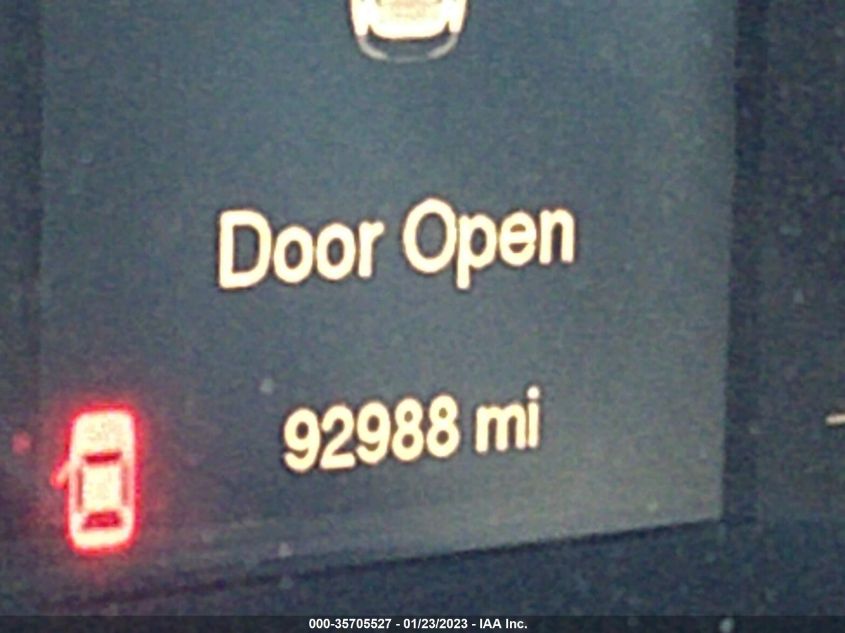 Door Open
92988 mi
000-35705527 - 01/23/2023 - IAA Inc.